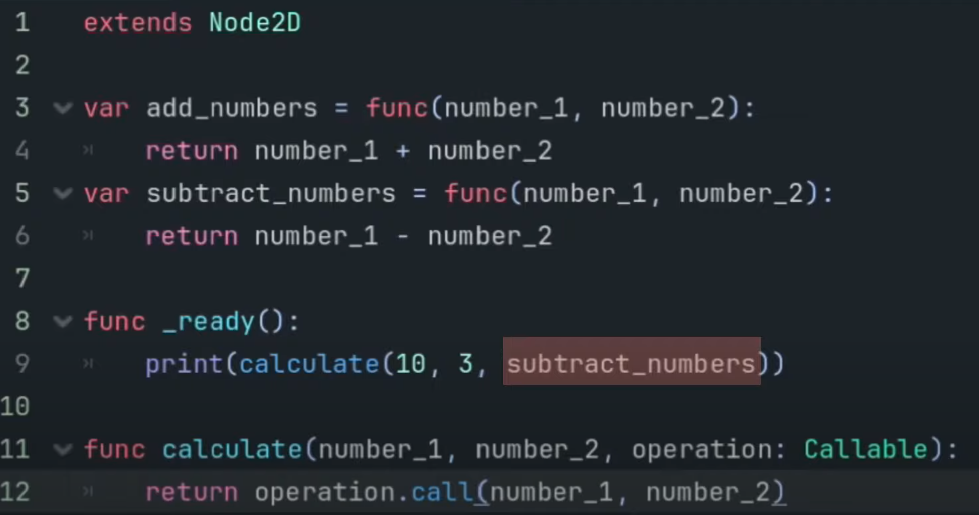 1 extends Node2D
2
3 var add_numbers = func(number_1, number_2):
4 return number_1 + number_2
5 var subtract_numbers = func(number_1, number_2):
6 return number_1 - number_2
7
8 func _ready():
9 print(calculate(10, 3, subtract_numbers))
10
11 func calculate(number_1, number_2, operation: Callable):
12 return operation.call(number_1, number_2)